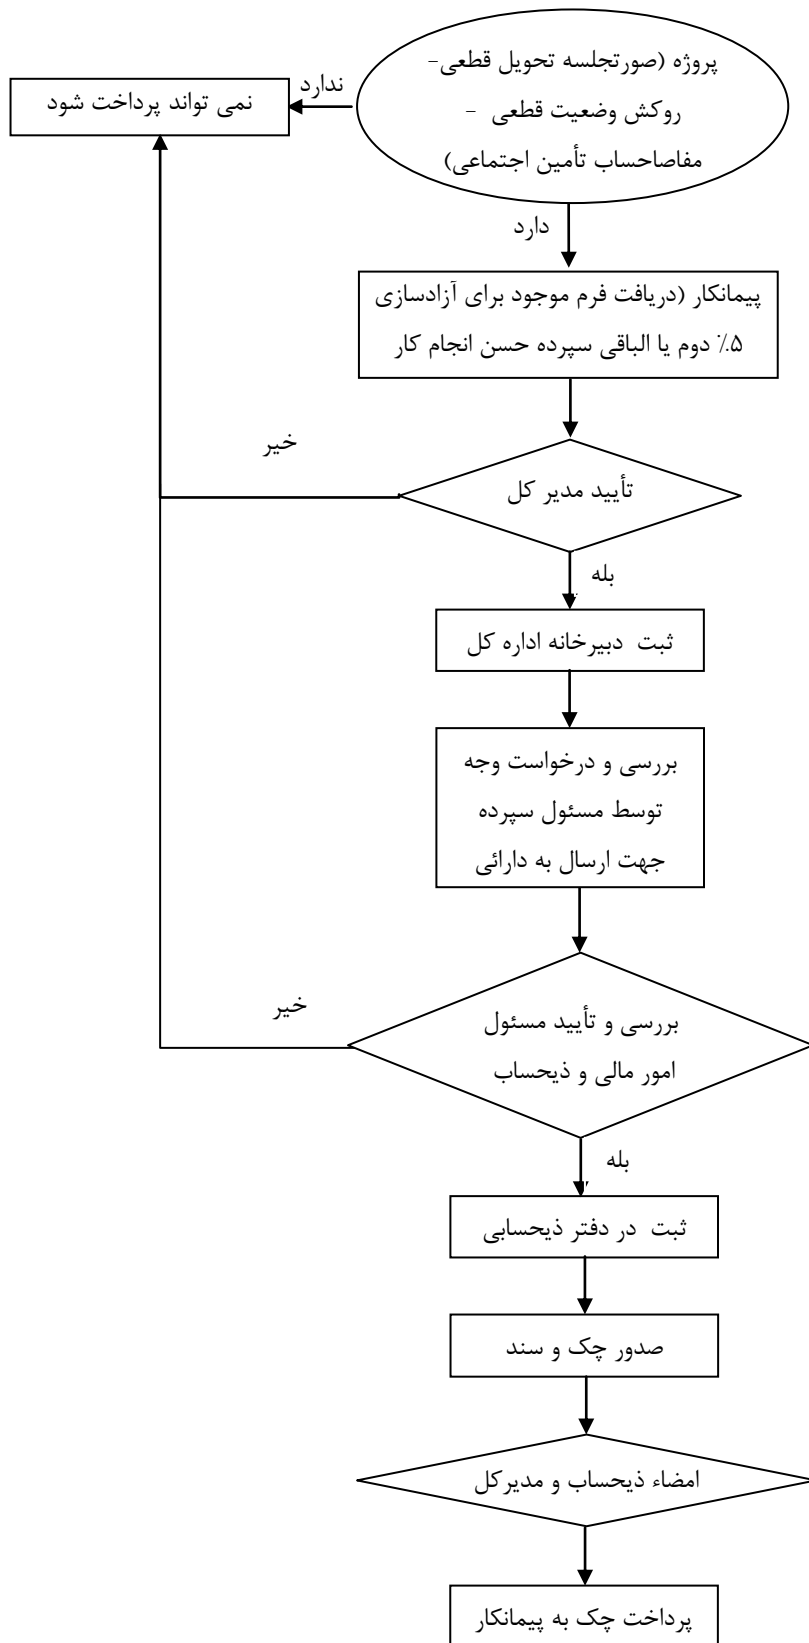 پروژه (صورتجلسه تحویل قطعی-
روکش وضعیت قطعی -
مفاصاحساب تأمین اجتماعی)
ندارد
نمی تواند پرداخت شود
دارد
پیمانکار (دریافت فرم موجود برای آزادسازی
۵٪ دوم یا الباقی سپرده حسن انجام کار
خیر
تأیید مدیر کل
بله
ثبت دبیرخانه اداره کل
بررسی و درخواست وجه
توسط مسئول سپرده
جهت ارسال به دارائی
خیر
بررسی و تأیید مسئول
امور مالی و ذیحساب
بله
ثبت در دفتر ذیحسابی
صدور چک و سند
امضاء ذیحساب و مدیرکل
پرداخت چک به پیمانکار